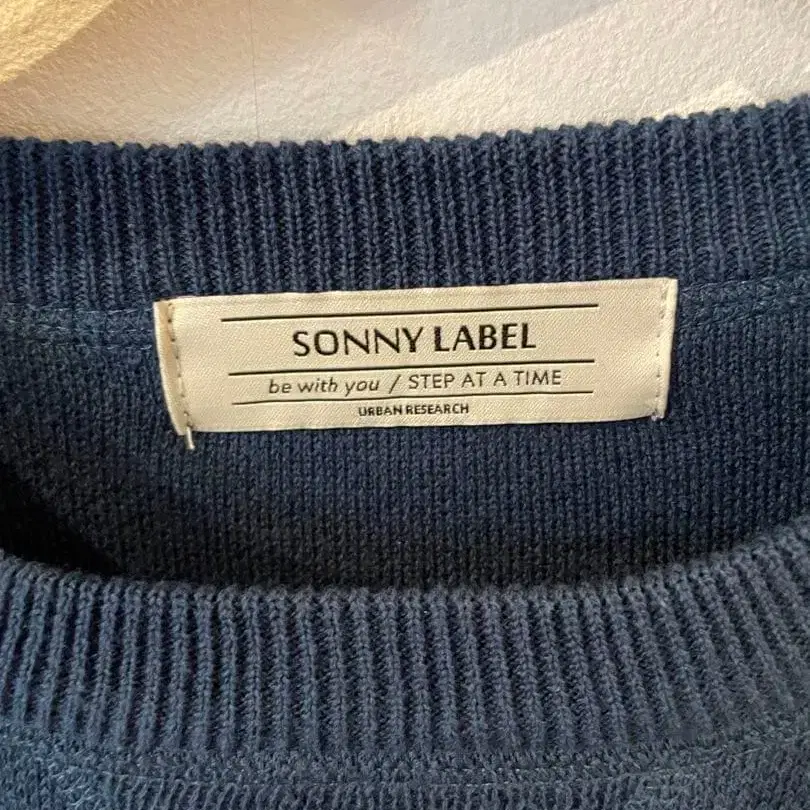 SONNY LABEL
be with you / STEP AT A TIME
URBAN RESEARCH